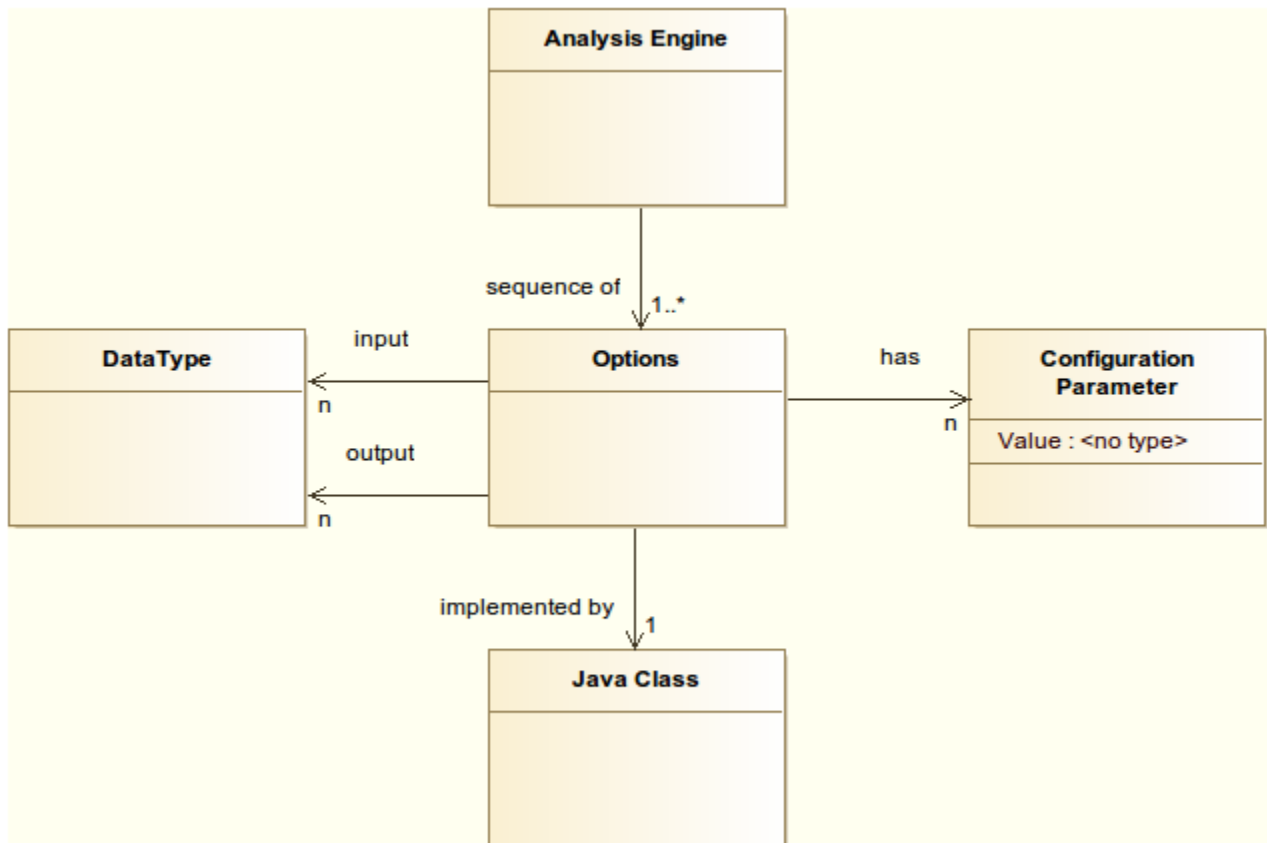 Analysis Engine
sequence of
1..*
input
has
DataType
Options
Configuration
Parameter
n
n
Value : <no type>
output
n
implemented by
1
Java Class